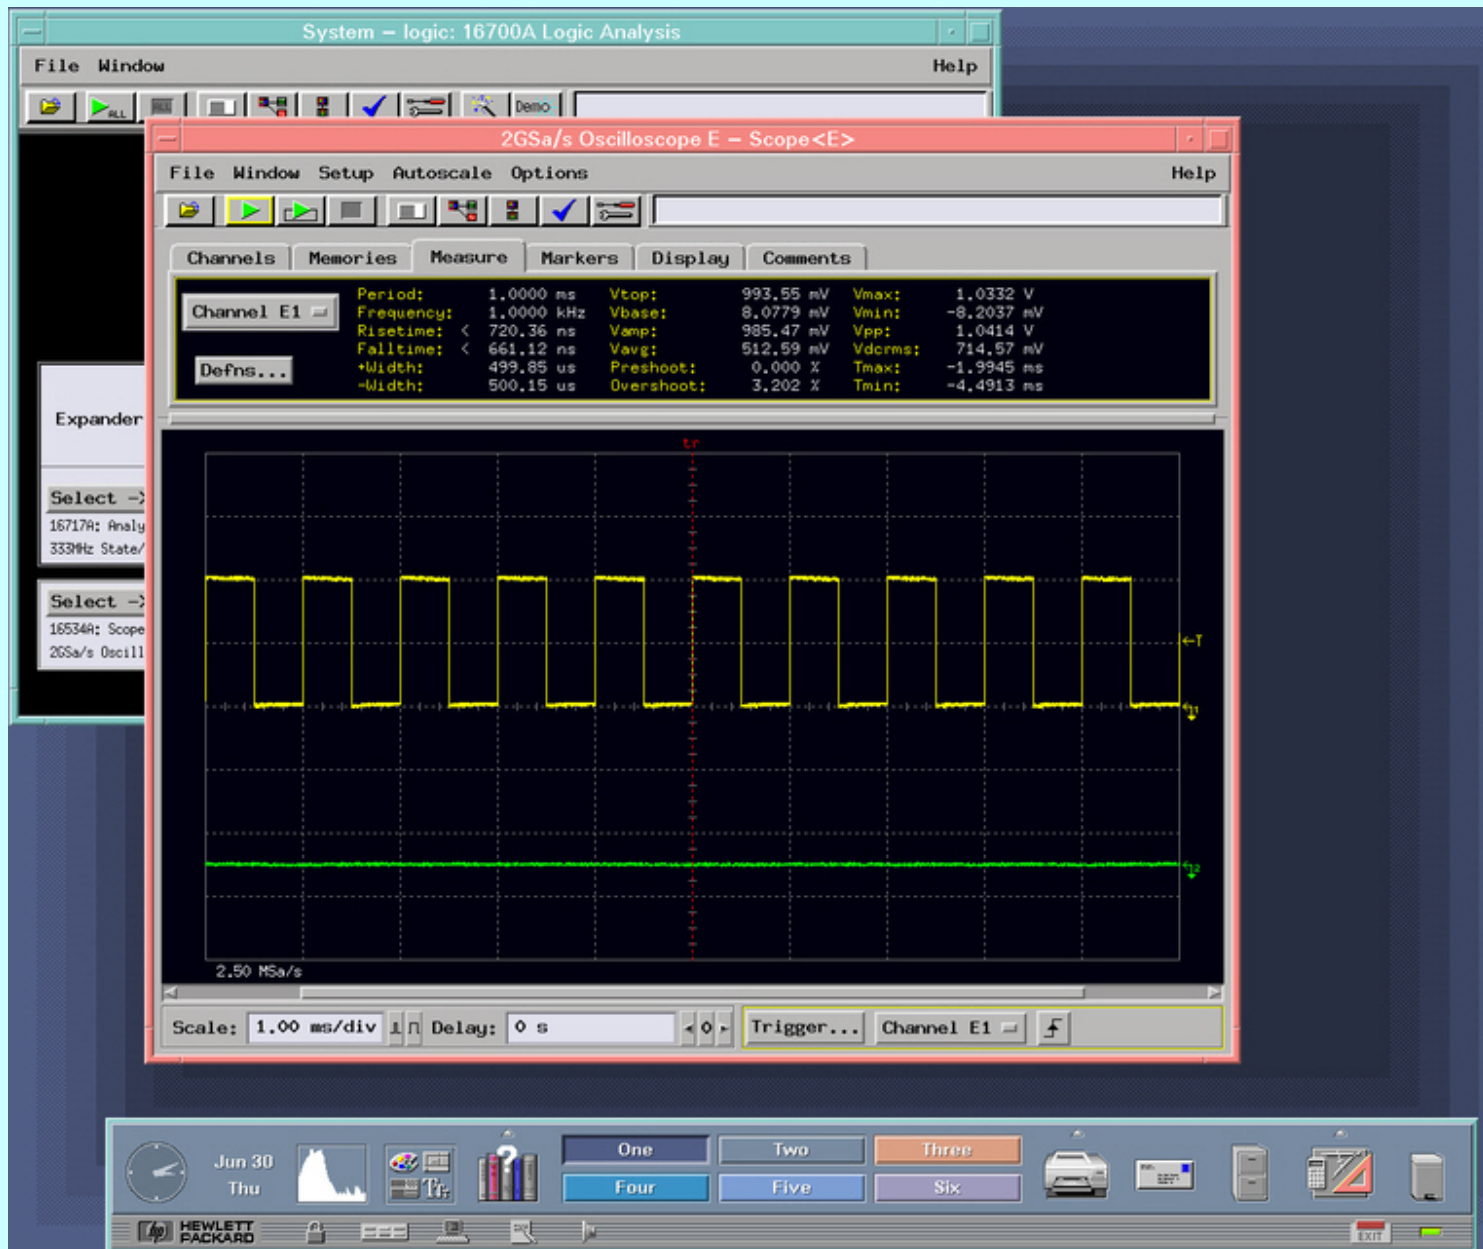 System – logic: 16700A Logic Analysis
File Window Help
ALL Demo
2GSa/s Oscilloscope E – Scope<E>
File Window Setup Autoscale Options Help
Channels Memories Measure Markers Display Comments
Channel E1
Defns...
Period: 1.0000 ms Vtop: 993.55 mV Vmax: 1.0332 V
Frequency: 1.0000 kHz Vbase: 8.0779 mV Vmin: -8.2037 mV
Risetime: < 720.36 ns Vamp: 985.47 mV Vpp: 1.0414 V
Falltime: < 661.12 ns Vavg: 512.59 mV Vdcrms: 714.57 mV
+Width: 499.85 us Preshoot: 0.000 % Tmax: -1.9945 ms
-Width: 500.15 us Overshoot: 3.202 % Tmin: -4.4913 ms
Expander
Select ->
16717A: Analy
333MHz State/
Select ->
16534A: Scope
2GSa/s Oscill
tr
←T
2.50 MSa/s
Scale: 1.00 ms/div Delay: 0 s 0 Trigger... Channel E1
Jun 30
Thu
One Two Three
Four Five Six
hp HEWLETT
PACKARD
EXIT